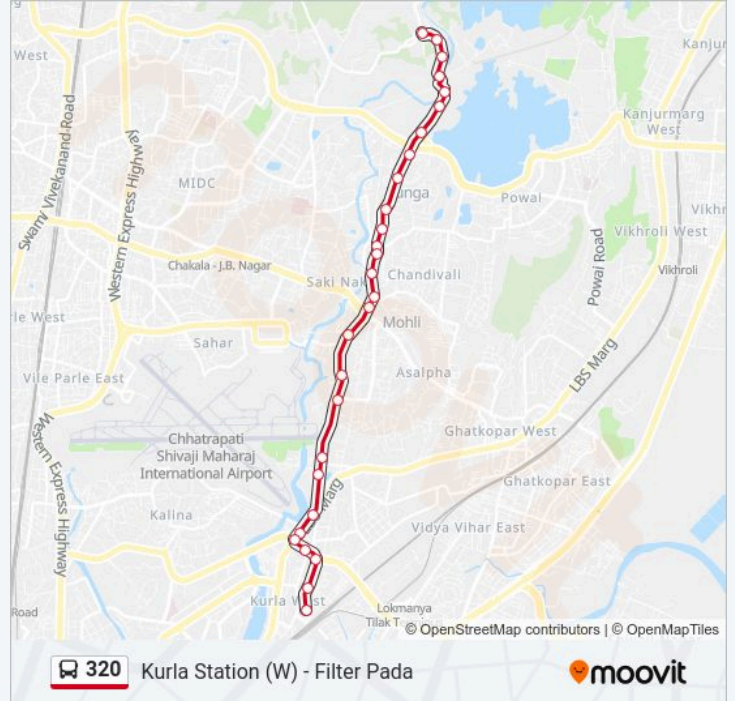 West
Kanjur
Kanjurmarg
West
Swami Vivekanand Road
Western Express Highway
MIDC
unga
Powai
Vikhr
Vikhroli West
Powai Road
Chakala - J.B. Nagar
Saki Nak
Chandivali
Vikhroli
rle West
Sahar
Mohli
LBS Marg
Vile Parle East
Asalpha
Western Express Highway
Chhatrapati
Shivaji Maharaj
International Airport
Ghatkopar West
Ghatkopar East
Marg
Kalina
Vidya Vihar East
Kurla West
Road
Lokmanya
Tilak T
© OpenStreetMap contributors | © OpenMapTiles
320 Kurla Station (W) - Filter Pada
moovit